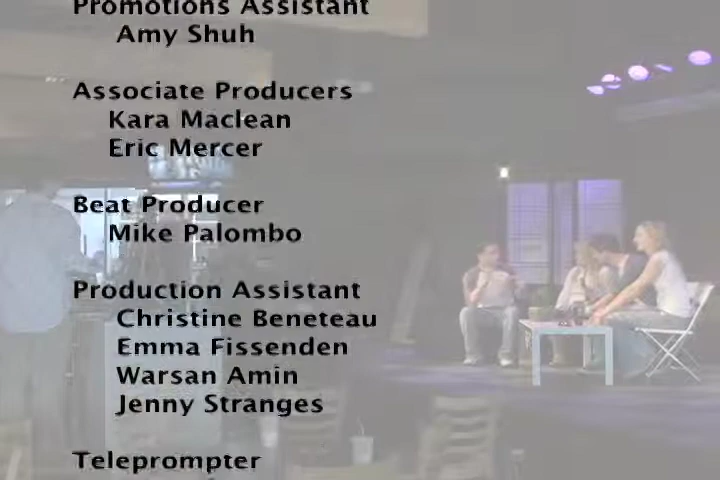 Promotions Assistant
Amy Shuh
Associate Producers
Kara Maclean
Eric Mercer
Beat Producer
Mike Palombo
Production Assistant
Christine Beneteau
Emma Fissenden
Warsan Amin
Jenny Stranges
Teleprompter